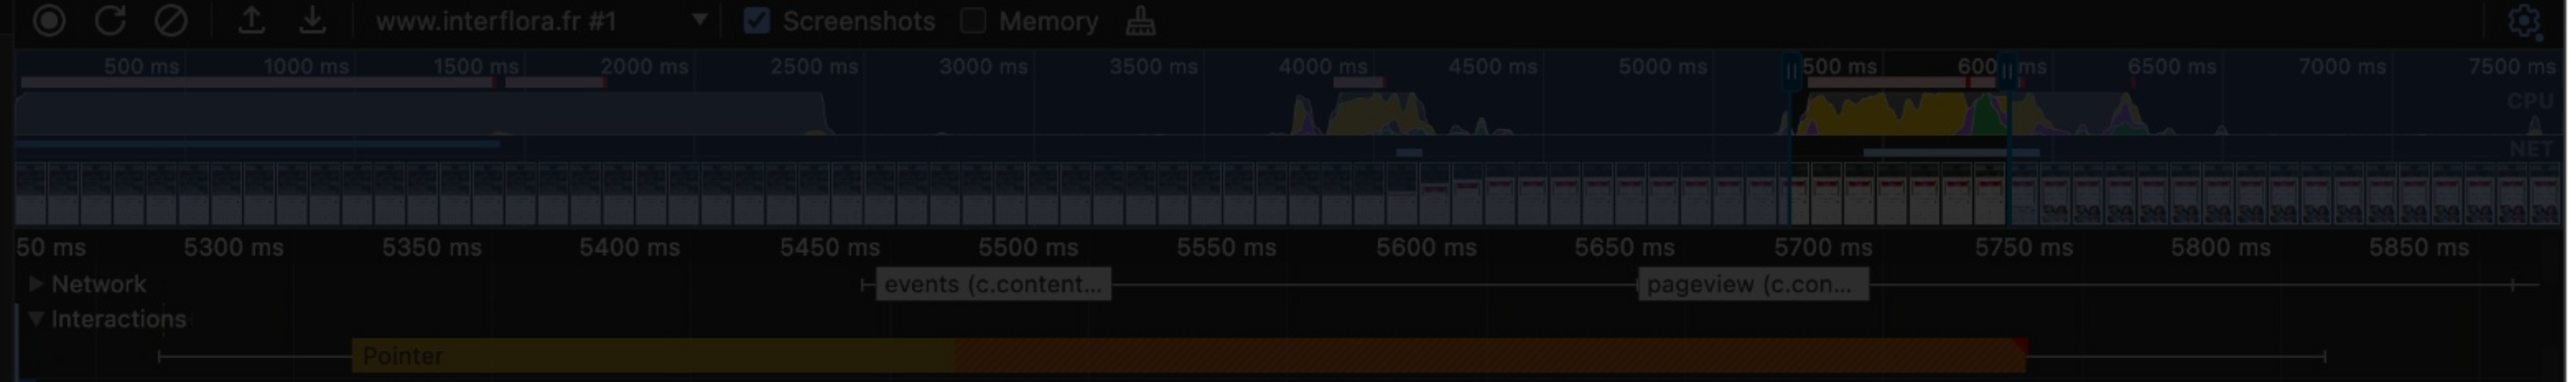 www.interflora.fr #1 Screenshots Memory
500 ms 1000 ms 1500 ms 2000 ms 2500 ms 3000 ms 3500 ms 4000 ms 4500 ms 5000 ms 500 ms 600 ms 6500 ms 7000 ms 7500 ms
CPU
NET
50 ms 5300 ms 5350 ms 5400 ms 5450 ms 5500 ms 5550 ms 5600 ms 5650 ms 5700 ms 5750 ms 5800 ms 5850 ms
Network events (c.content... pageview (c.con...
Interactions
Pointer